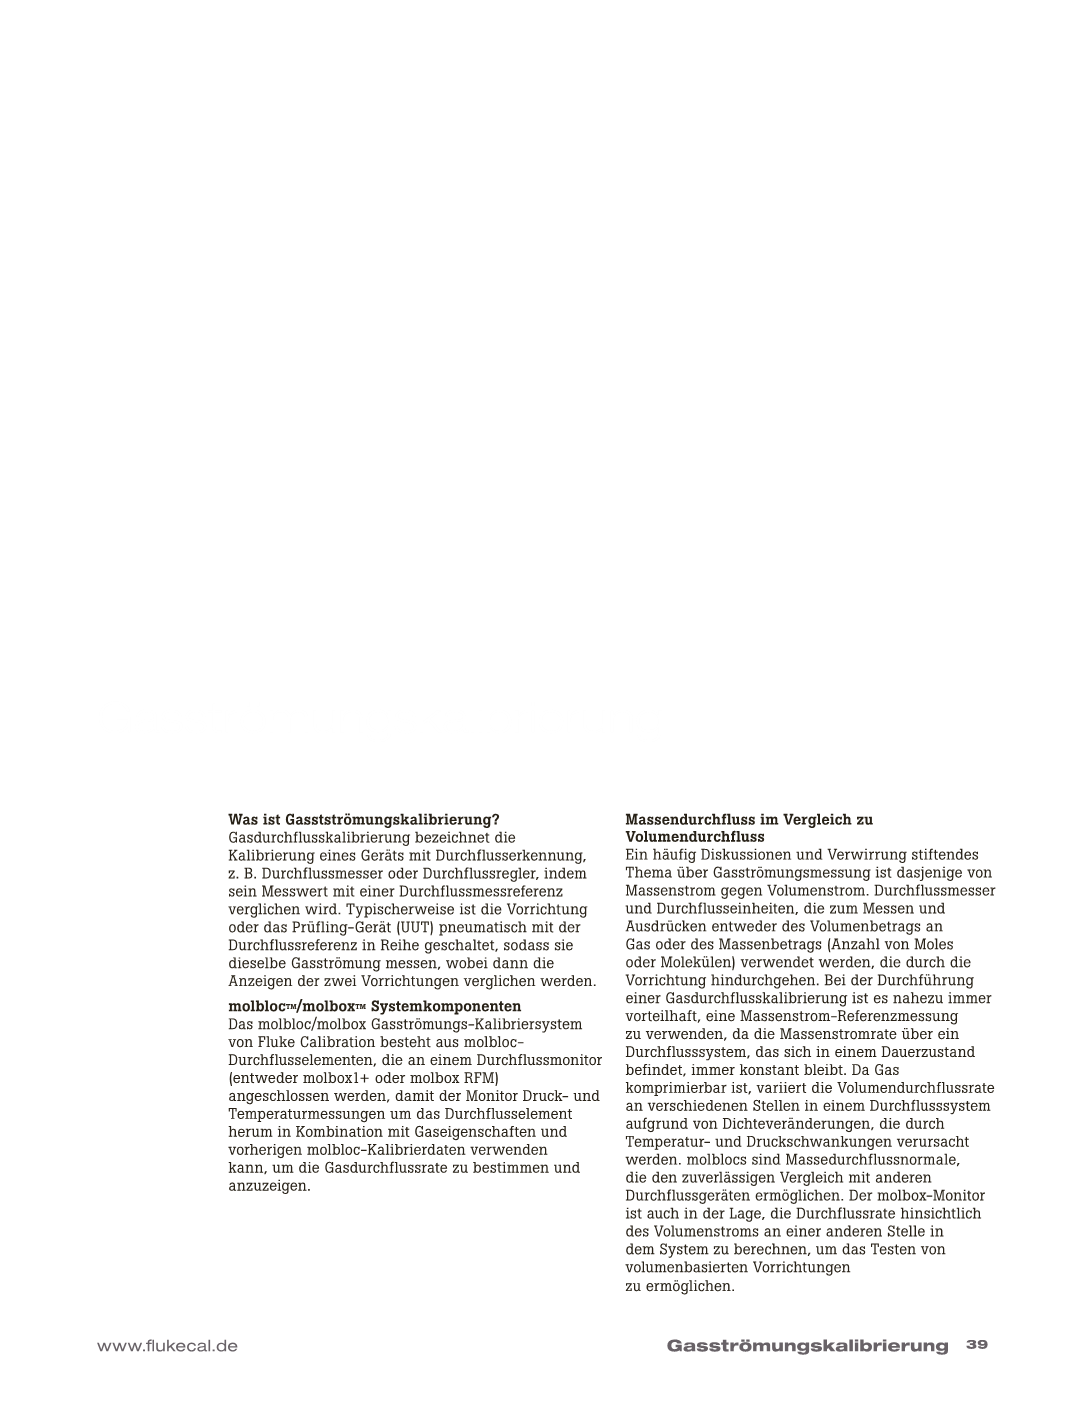 Was ist Gasstströmungskalibrierung?
Gasdurchflusskalibrierung bezeichnet die
Kalibrierung eines Geräts mit Durchflusserkennung,
z. B. Durchflussmesser oder Durchflussregler, indem
sein Messwert mit einer Durchflussmessreferenz
verglichen wird. Typischerweise ist die Vorrichtung
oder das Prüfling-Gerät (UUT) pneumatisch mit der
Durchflussreferenz in Reihe geschaltet, sodass sie
dieselbe Gasströmung messen, wobei dann die
Anzeigen der zwei Vorrichtungen verglichen werden.
molbloc™/molbox™ Systemkomponenten
Das molbloc/molbox Gasströmungs-Kalibriersystem
von Fluke Calibration besteht aus molbloc-
Durchflusselementen, die an einem Durchflussmonitor
(entweder molbox1+ oder molbox RFM)
angeschlossen werden, damit der Monitor Druck- und
Temperaturmessungen um das Durchflusselement
herum in Kombination mit Gaseigenschaften und
vorherigen molbloc-Kalibrierdaten verwenden
kann, um die Gasdurchflussrate zu bestimmen und
anzuzeigen.
Massendurchfluss im Vergleich zu
Volumendurchfluss
Ein häufig Diskussionen und Verwirrung stiftendes
Thema über Gasströmungsmessung ist dasjenige von
Massenstrom gegen Volumenstrom. Durchflussmesser
und Durchflusseinheiten, die zum Messen und
Ausdrücken entweder des Volumenbetrags an
Gas oder des Massenbetrags (Anzahl von Moles
oder Molekülen) verwendet werden, die durch die
Vorrichtung hindurchgehen. Bei der Durchführung
einer Gasdurchflusskalibrierung ist es nahezu immer
vorteilhaft, eine Massenstrom-Referenzmessung
zu verwenden, da die Massenstromrate über ein
Durchflusssystem, das sich in einem Dauerzustand
befindet, immer konstant bleibt. Da Gas
komprimierbar ist, variiert die Volumendurchflussrate
an verschiedenen Stellen in einem Durchflusssystem
aufgrund von Dichteveränderungen, die durch
Temperatur- und Druckschwankungen verursacht
werden. molblocs sind Massedurchflussnormale,
die den zuverlässigen Vergleich mit anderen
Durchflussgeräten ermöglichen. Der molbox-Monitor
ist auch in der Lage, die Durchflussrate hinsichtlich
des Volumenstroms an einer anderen Stelle in
dem System zu berechnen, um das Testen von
volumenbasierten Vorrichtungen
zu ermöglichen.
www.flukecal.de
Gasströmungskalibrierung 39